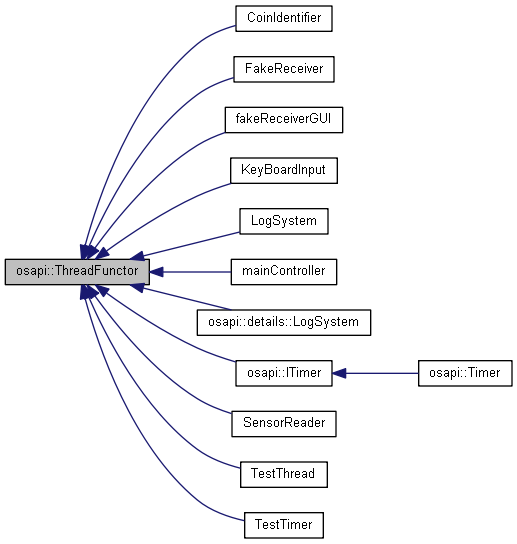 CoinIdentifier
FakeReceiver
fakeReceiverGUI
KeyBoardInput
LogSystem
osapi::ThreadFunctor
mainController
osapi::details::LogSystem
osapi::ITimer
osapi::Timer
SensorReader
TestThread
TestTimer